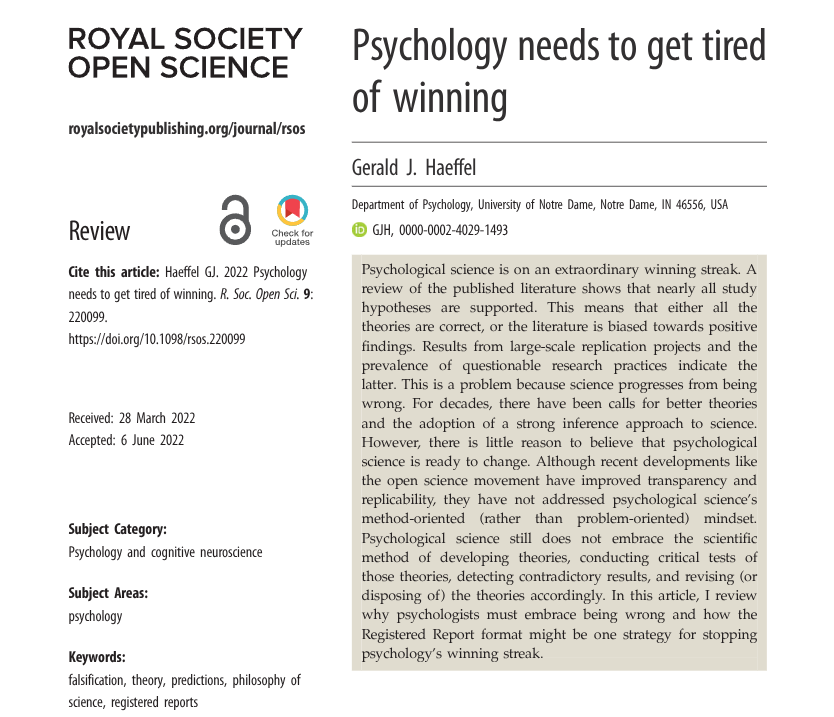 ROYAL SOCIETY
OPEN SCIENCE
royalsocietypublishing.org/journal/rsos
Review
Check for
updates
Cite this article: Haeffel GJ. 2022 Psychology
needs to get tired of winning. R. Soc. Open Sci. 9:
220099.
https://doi.org/10.1098/rsos.220099
Received: 28 March 2022
Accepted: 6 June 2022
Subject Category:
Psychology and cognitive neuroscience
Subject Areas:
psychology
Keywords:
falsification, theory, predictions, philosophy of
science, registered reports
Psychology needs to get tired
of winning
Gerald J. Haeffel
Department of Psychology, University of Notre Dame, Notre Dame, IN 46556, USA
iD GJH, 0000-0002-4029-1493
Psychological science is on an extraordinary winning streak. A
review of the published literature shows that nearly all study
hypotheses are supported. This means that either all the
theories are correct, or the literature is biased towards positive
findings. Results from large-scale replication projects and the
prevalence of questionable research practices indicate the
latter. This is a problem because science progresses from being
wrong. For decades, there have been calls for better theories
and the adoption of a strong inference approach to science.
However, there is little reason to believe that psychological
science is ready to change. Although recent developments like
the open science movement have improved transparency and
replicability, they have not addressed psychological science's
method-oriented (rather than problem-oriented) mindset.
Psychological science still does not embrace the scientific
method of developing theories, conducting critical tests of
those theories, detecting contradictory results, and revising (or
disposing of) the theories accordingly. In this article, I review
why psychologists must embrace being wrong and how the
Registered Report format might be one strategy for stopping
psychology's winning streak.